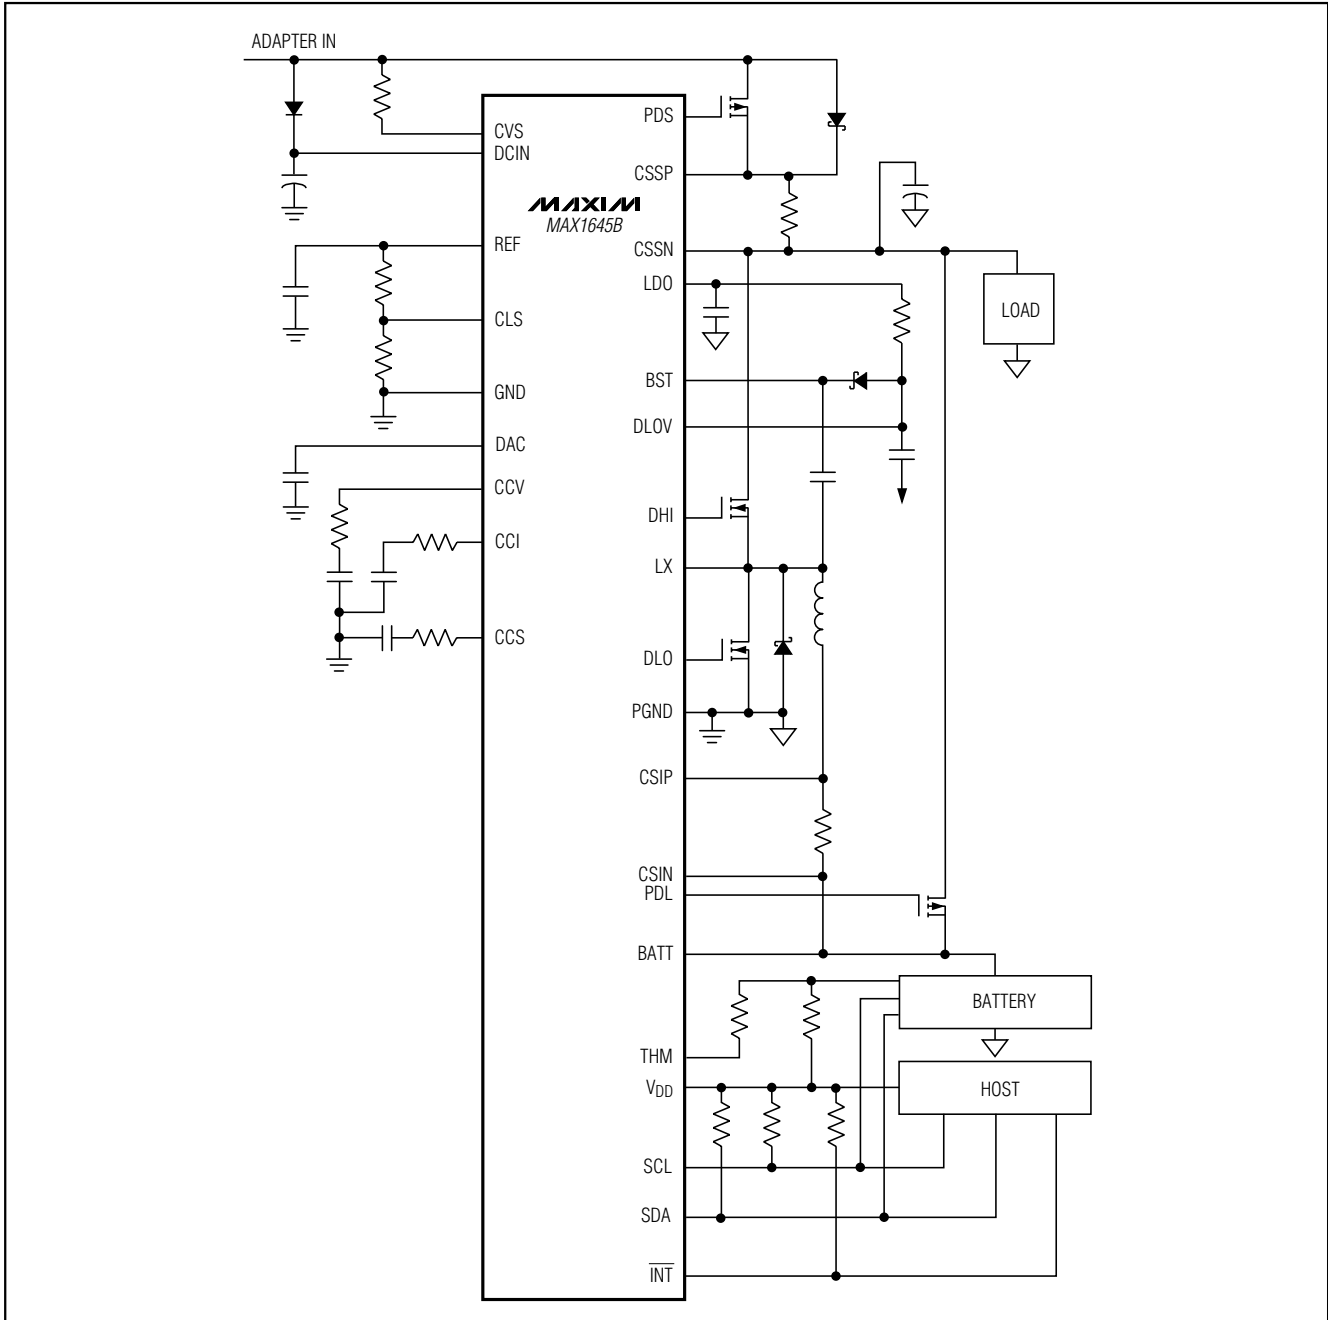 ADAPTER IN
CVS
DCIN
REF
CLS
GND
DAC
CCV
CCI
CCS
MAXIM
MAX1645B
PDS
CSSP
CSSN
LDO
BST
DLOV
DHI
LX
DLO
PGND
CSIP
CSIN
PDL
BATT
THM
VDD
SCL
SDA
INT
LOAD
BATTERY
HOST